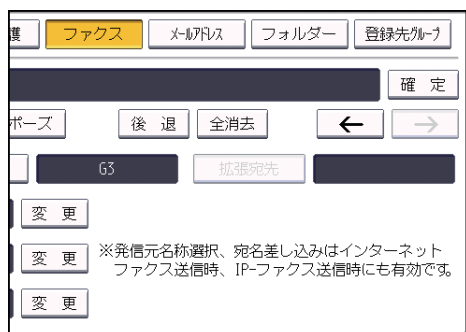 護 ファクス メールアドレス フォルダー 登録先グループ
確 定
ポーズ 後 退 全消去 ← →
G3 拡張宛先
変 更
変 更 ※発信元名称選択、宛名差し込みはインターネット
ファクス送信時、IP-ファクス送信時にも有効です。
変 更